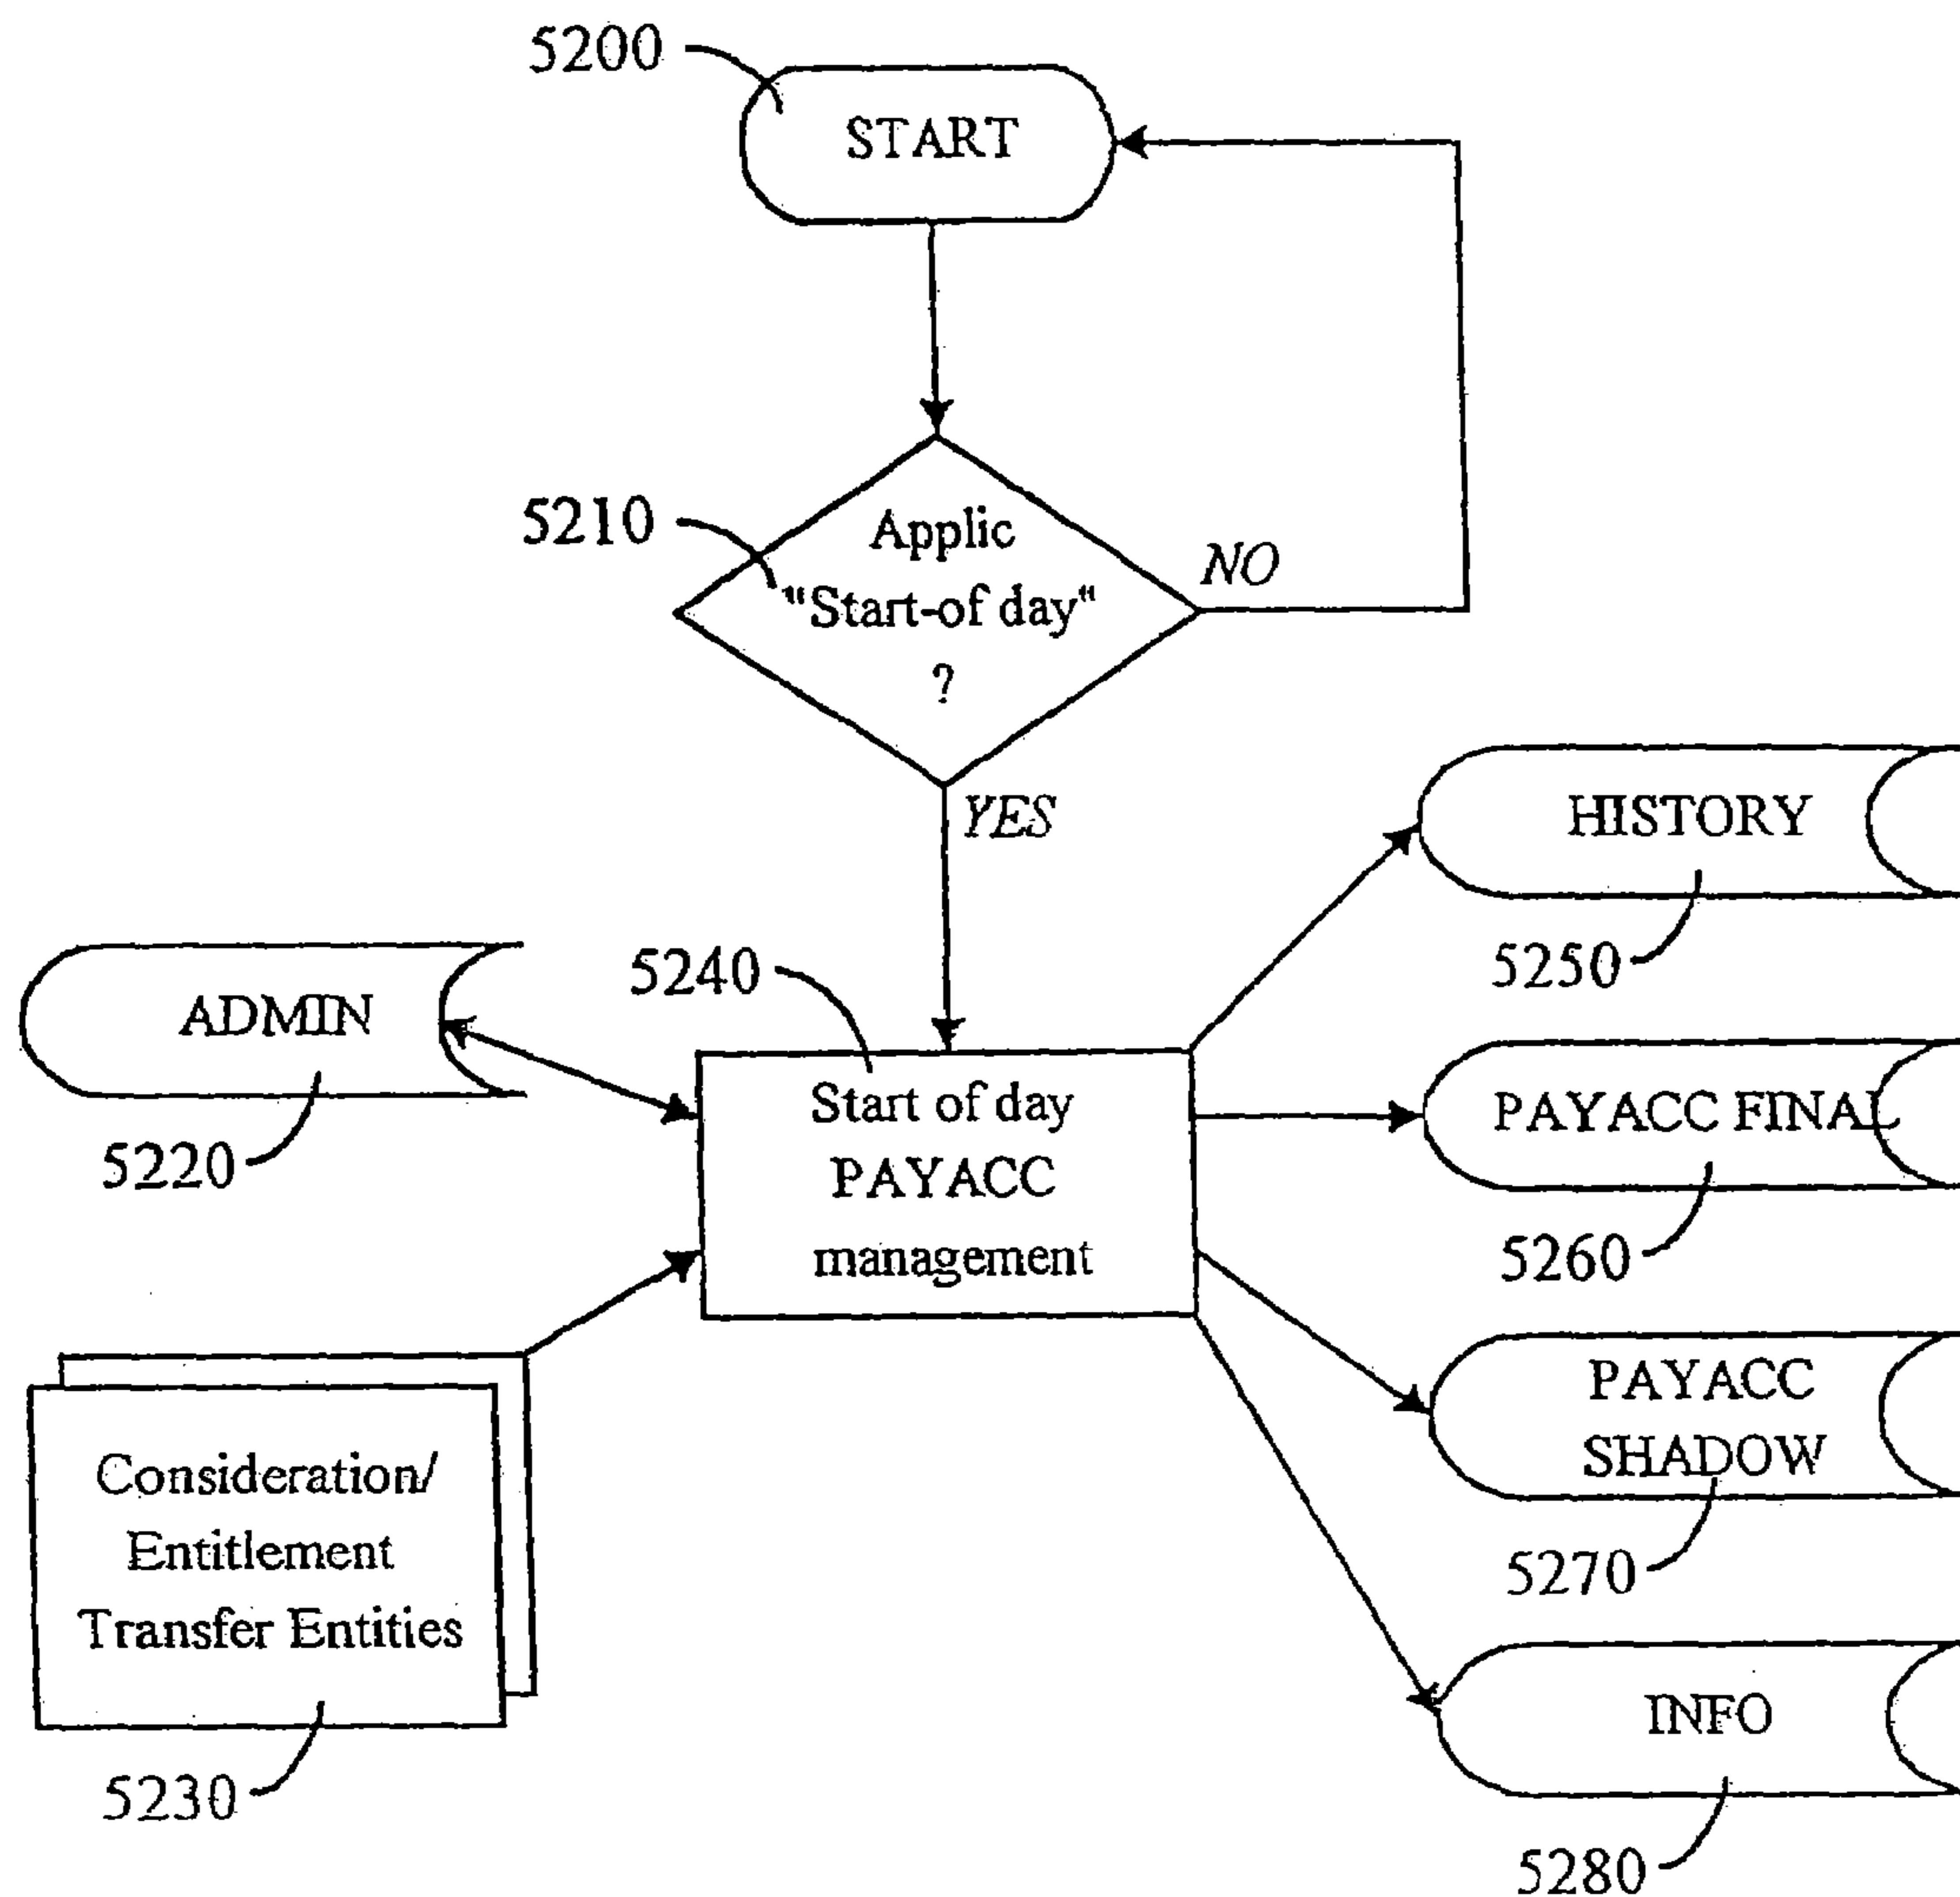 5200
START
5210
Applic
"Start-of day"
?
NO
YES
HISTORY
5250
ADMIN
5220
5240
Start of day
PAYACC
management
PAYACC FINAL
5260
Consideration/
Entitlement
Transfer Entities
5230
PAYACC
SHADOW
5270
INFO
5280